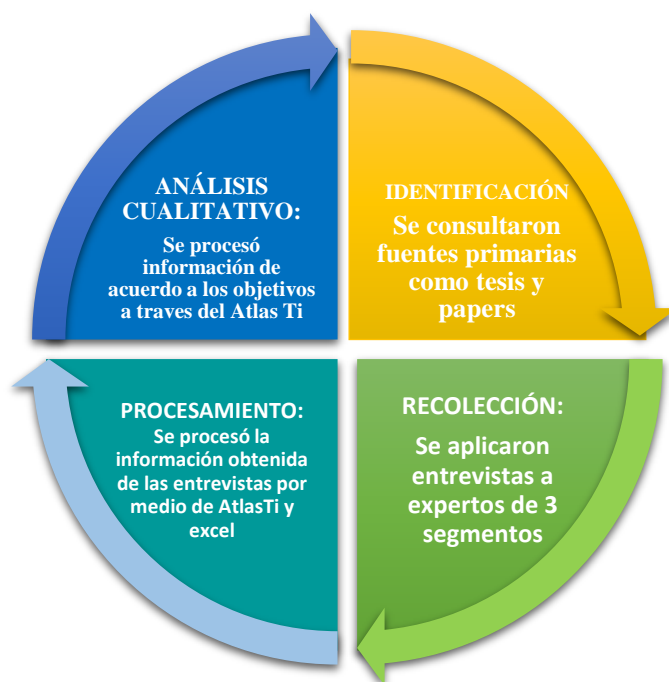 ANÁLISIS
CUALITATIVO:
Se procesó
información de
acuerdo a los objetivos
a traves del Atlas Ti
IDENTIFICACIÓN
Se consultaron
fuentes primarias
como tesis y
papers
PROCESAMIENTO:
Se procesó la
información obtenida
de las entrevistas por
medio de AtlasTi y
excel
RECOLECCIÓN:
Se aplicaron
entrevistas a
expertos de 3
segmentos